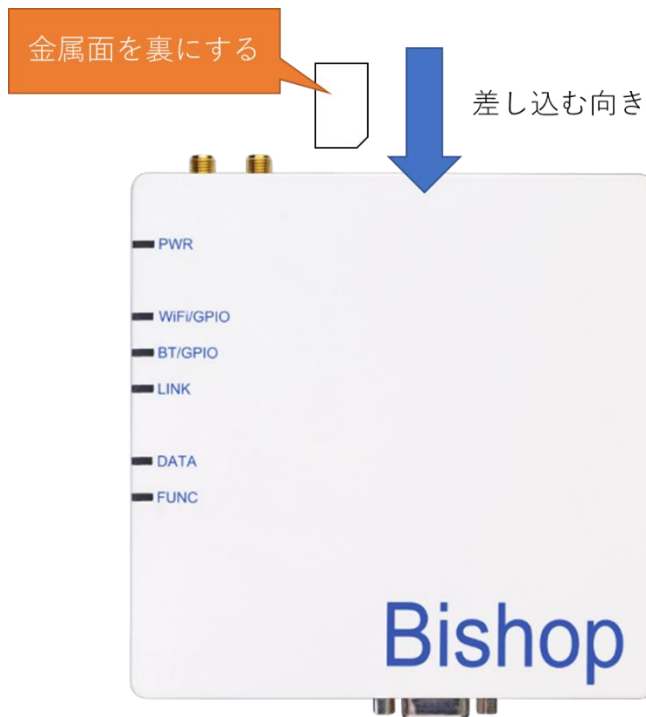 金属面を裏にする
差し込む向き
PWR
WiFi/GPIO
BT/GPIO
LINK
DATA
FUNC
Bishop